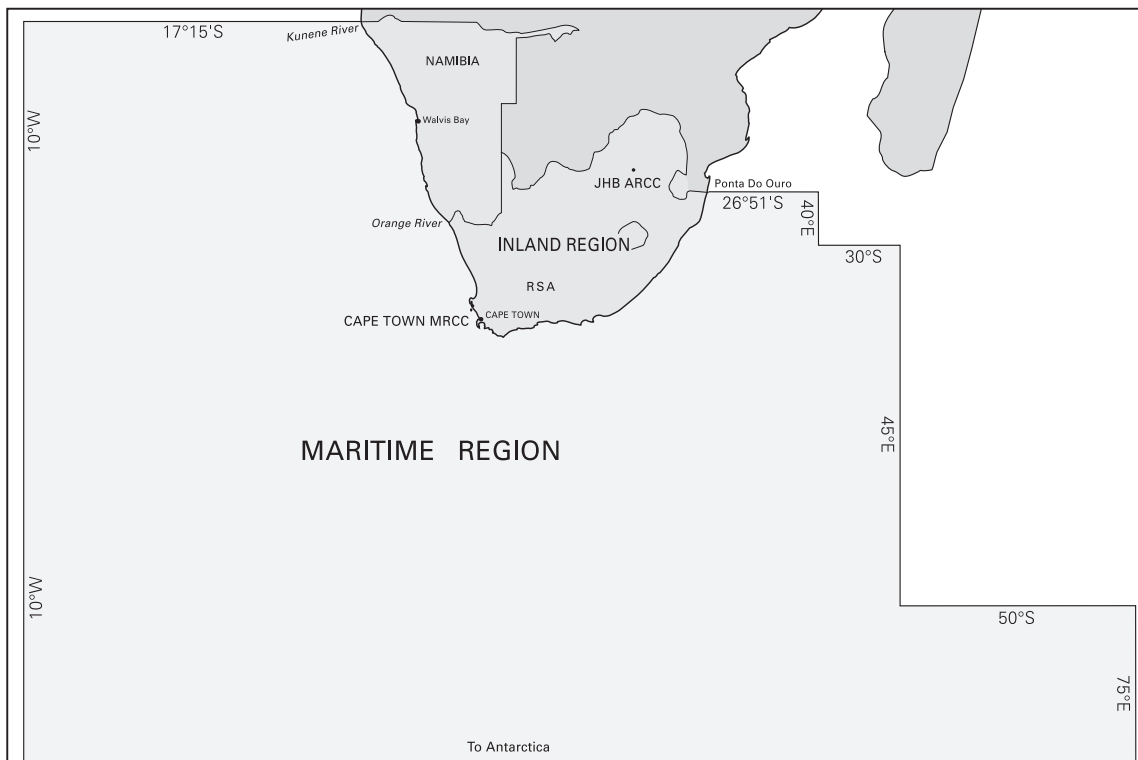 17°15'S
Kunene River
NAMIBIA
10°W
Walvis Bay
JHB ARCC
Ponta Do Ouro
26°51'S
40°E
Orange River
INLAND REGION
30°S
RSA
CAPE TOWN MRCC
CAPE TOWN
45°E
MARITIME REGION
10°W
50°S
75°E
To Antarctica